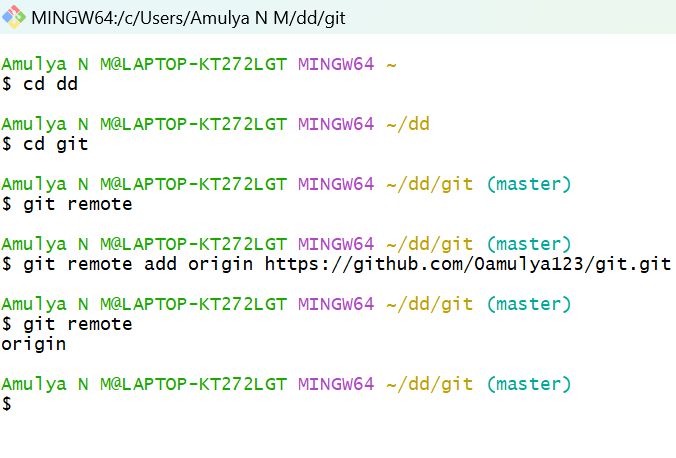 MINGW64:/c/Users/Amulya N M/dd/git
Amulya N M@LAPTOP-KT272LGT MINGW64 ~
$ cd dd
Amulya N M@LAPTOP-KT272LGT MINGW64 ~/dd
$ cd git
Amulya N M@LAPTOP-KT272LGT MINGW64 ~/dd/git (master)
$ git remote
Amulya N M@LAPTOP-KT272LGT MINGW64 ~/dd/git (master)
$ git remote add origin https://github.com/0amulya123/git.git
Amulya N M@LAPTOP-KT272LGT MINGW64 ~/dd/git (master)
$ git remote
origin
Amulya N M@LAPTOP-KT272LGT MINGW64 ~/dd/git (master)
$